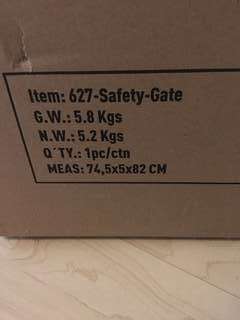 Item: 627-Safety-Gate
G.W.: 5.8 Kgs
N.W.: 5.2 Kgs
Q´TY.: 1pc/ctn
MEAS: 74,5x5x82 CM